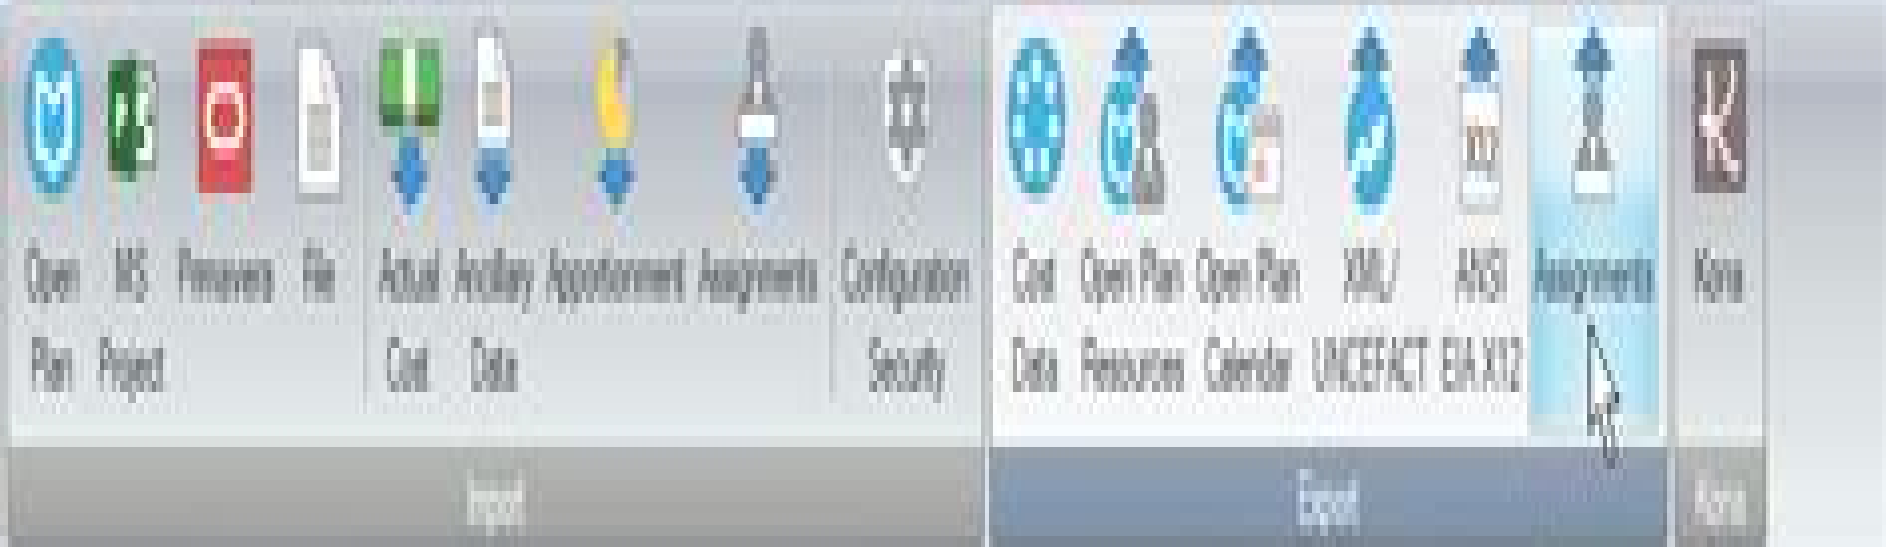 Open MS Primavera File Actual Ancillary Apportionment Assignments Configuration Cost Open Plan Open Plan XML/ ANSI Assignments Kona
Plan Project Cost Data Security Data Resources Calendar UNCEFACT EIA X12
Import Export Kona